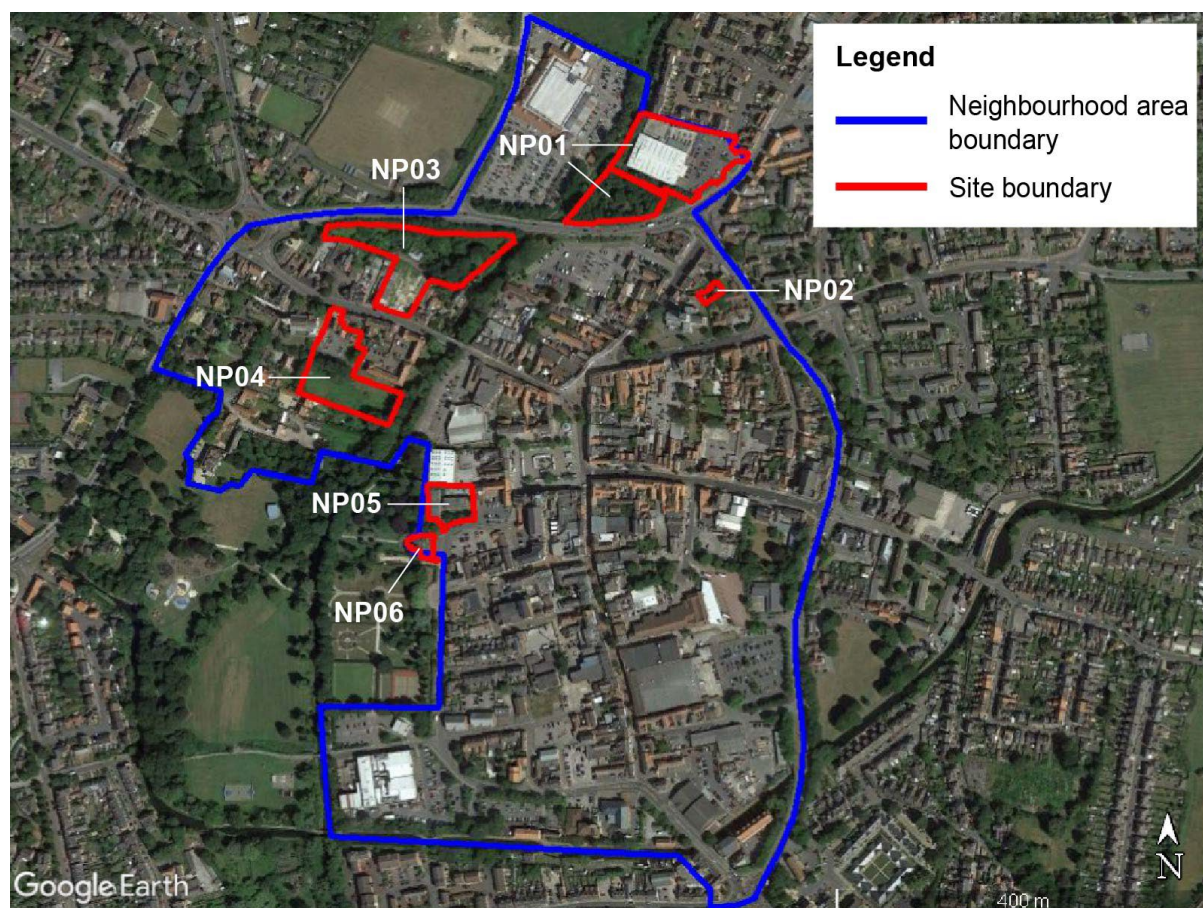 Legend
Neighbourhood area
boundary
Site boundary
NP01
NP03
NP02
NP04
NP05
NP06
Google Earth
N
400 m